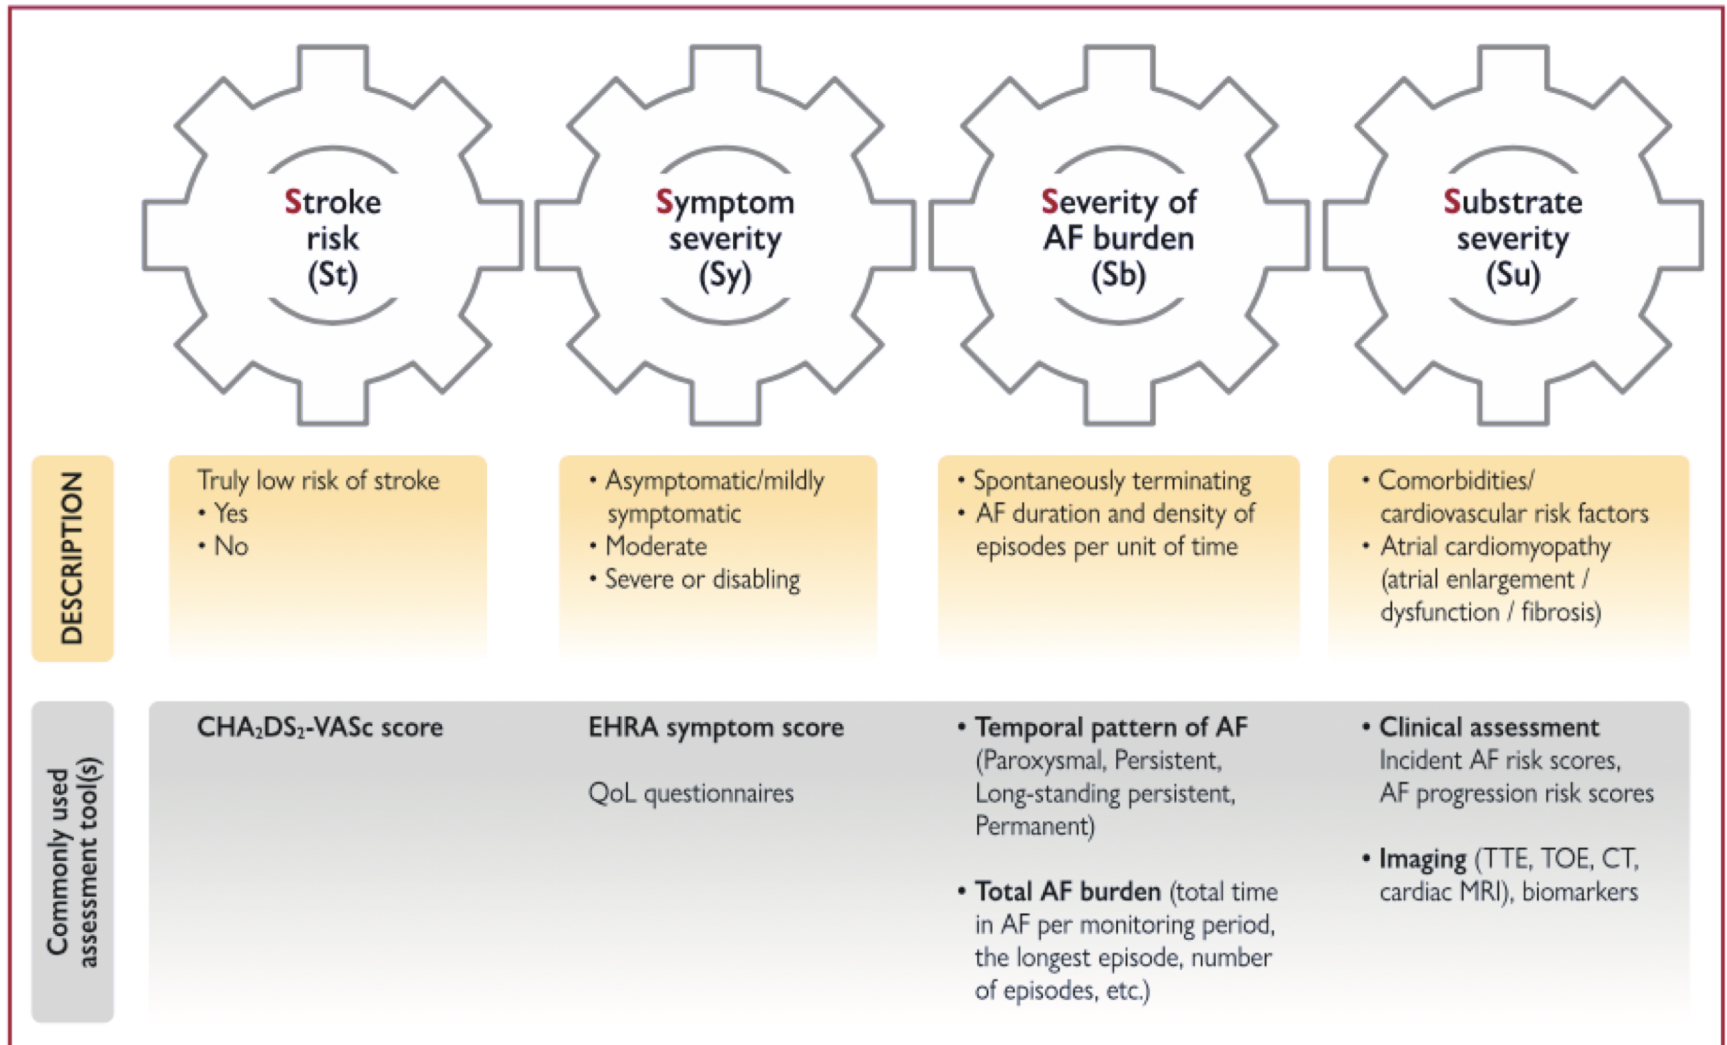 Stroke
risk
(St)
Symptom
severity
(Sy)
Severity of
AF burden
(Sb)
Substrate
severity
(Su)
DESCRIPTION
Truly low risk of stroke
• Yes
• No
• Asymptomatic/mildly
symptomatic
• Moderate
• Severe or disabling
• Spontaneously terminating
• AF duration and density of
episodes per unit of time
• Comorbidities/
cardiovascular risk factors
• Atrial cardiomyopathy
(atrial enlargement /
dysfunction / fibrosis)
Commonly used
assessment tool(s)
CHA₂DS₂-VASc score
EHRA symptom score
QoL questionnaires
• Temporal pattern of AF
(Paroxysmal, Persistent,
Long-standing persistent,
Permanent)
• Total AF burden (total time
in AF per monitoring period,
the longest episode, number
of episodes, etc.)
• Clinical assessment
Incident AF risk scores,
AF progression risk scores
• Imaging (TTE, TOE, CT,
cardiac MRI), biomarkers